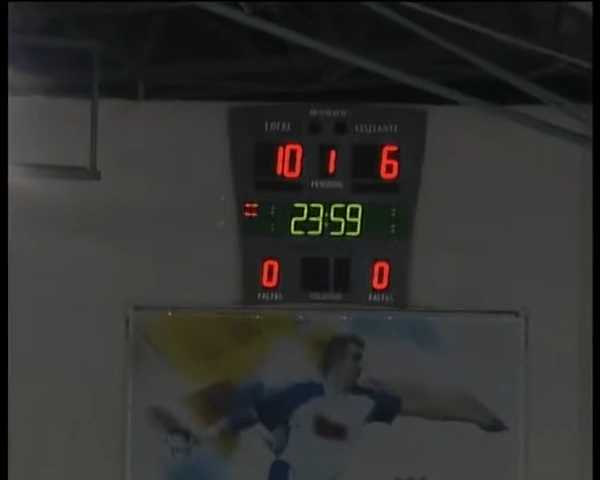 LOCAL VISITANTE
10 1 6
PERIODO
23:59
0 0
FALTAS FALTAS